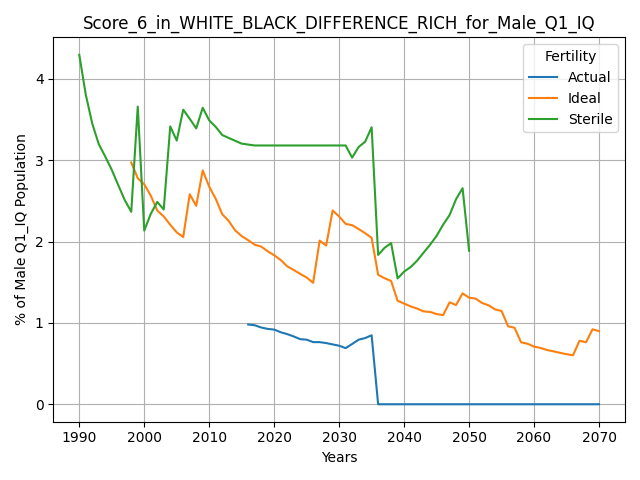 Score_6_in_WHITE_BLACK_DIFFERENCE_RICH_for_Male_Q1_IQ
Fertility
Actual
Ideal
Sterile
% of Male Q1_IQ Population
4
3
2
1
0
1990 2000 2010 2020 2030 2040 2050 2060 2070
Years